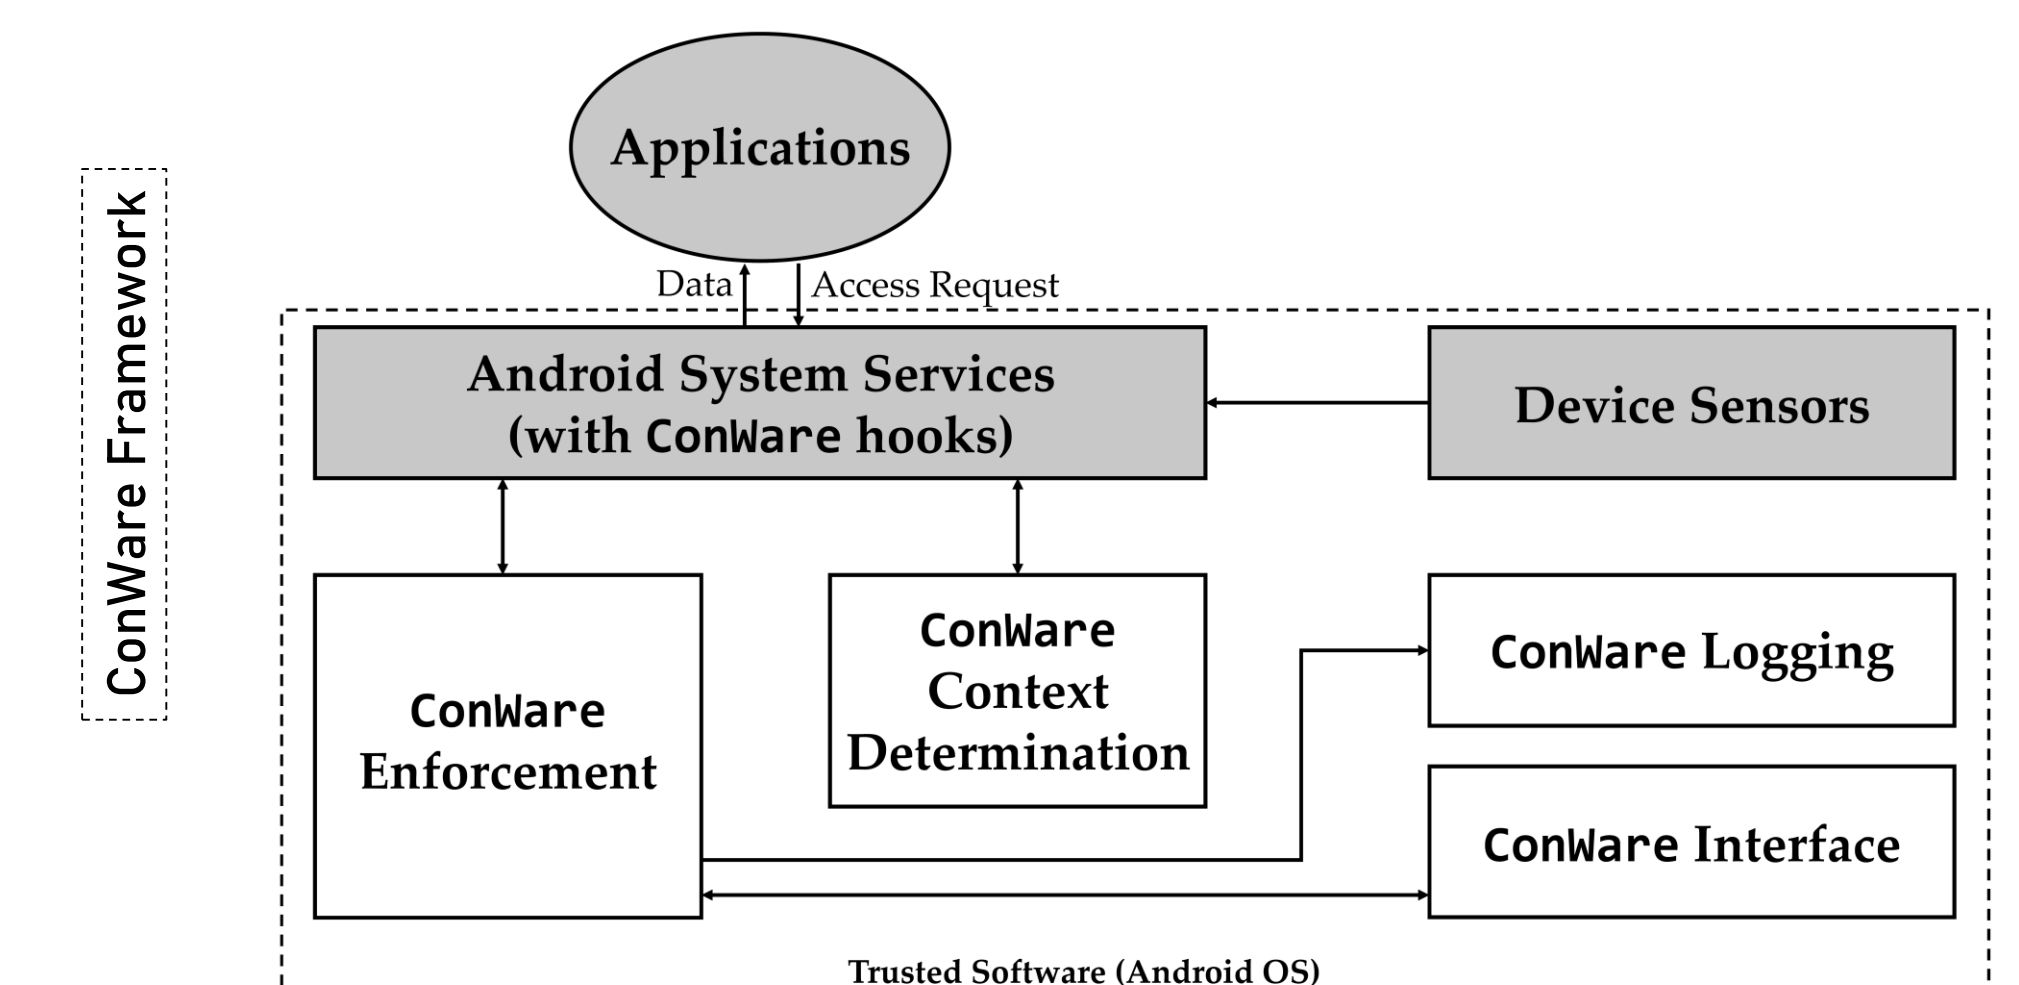 ConWare Framework
Applications
Data
Access Request
Android System Services
(with ConWare hooks)
Device Sensors
ConWare
Enforcement
ConWare
Context
Determination
ConWare Logging
ConWare Interface
Trusted Software (Android OS)